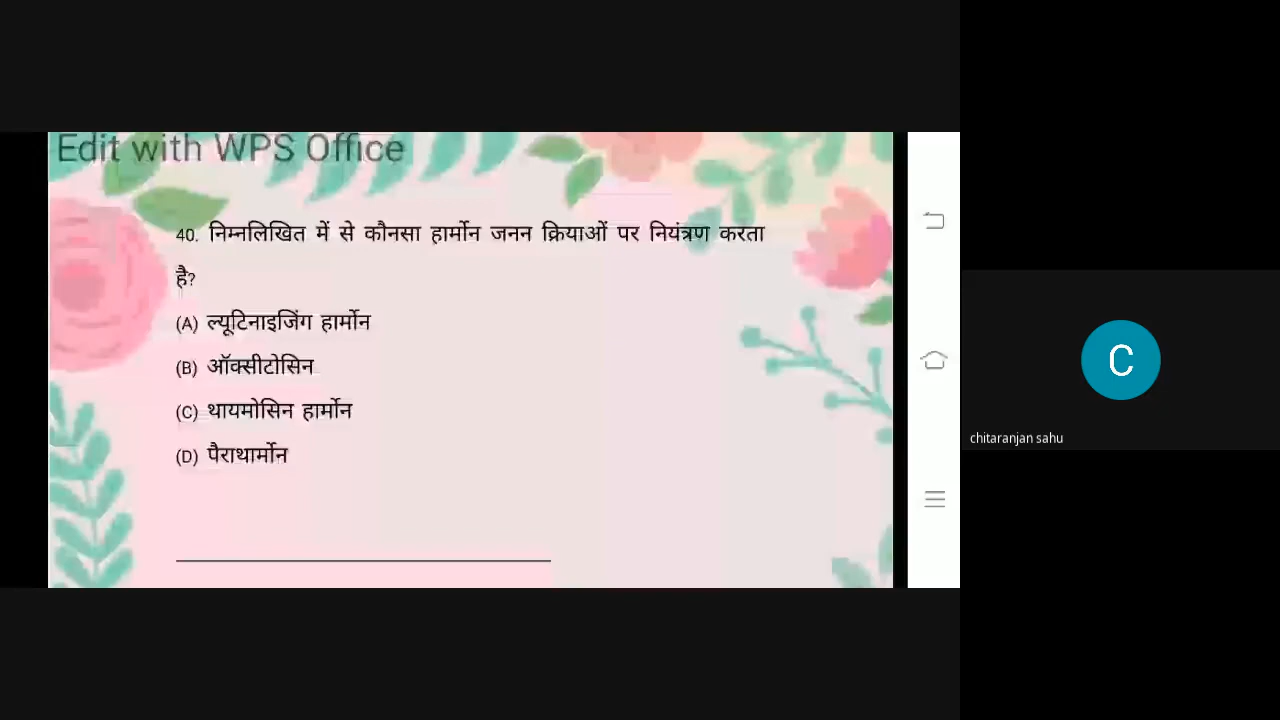 Edit with WPS Office
40. निम्नलिखित में से कौनसा हार्मोन जनन क्रियाओं पर नियंत्रण करता
है?
(A) ल्यूटिनाइजिंग हार्मोन
(B) ऑक्सीटोसिन
(C) थायमोसिन हार्मोन
(D) पैराथार्मोन
C
chitaranjan sahu